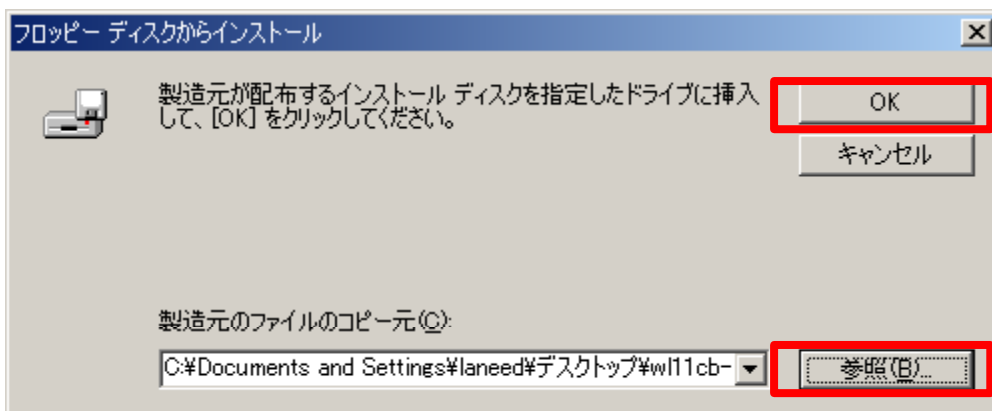 フロッピー ディスクからインストール
製造元が配布するインストール ディスクを指定したドライブに挿入
して、[OK] をクリックしてください。
OK
キャンセル
製造元のファイルのコピー元(C):
C:¥Documents and Settings¥laneed¥デスクトップ¥wl11cb-
参照(B)...